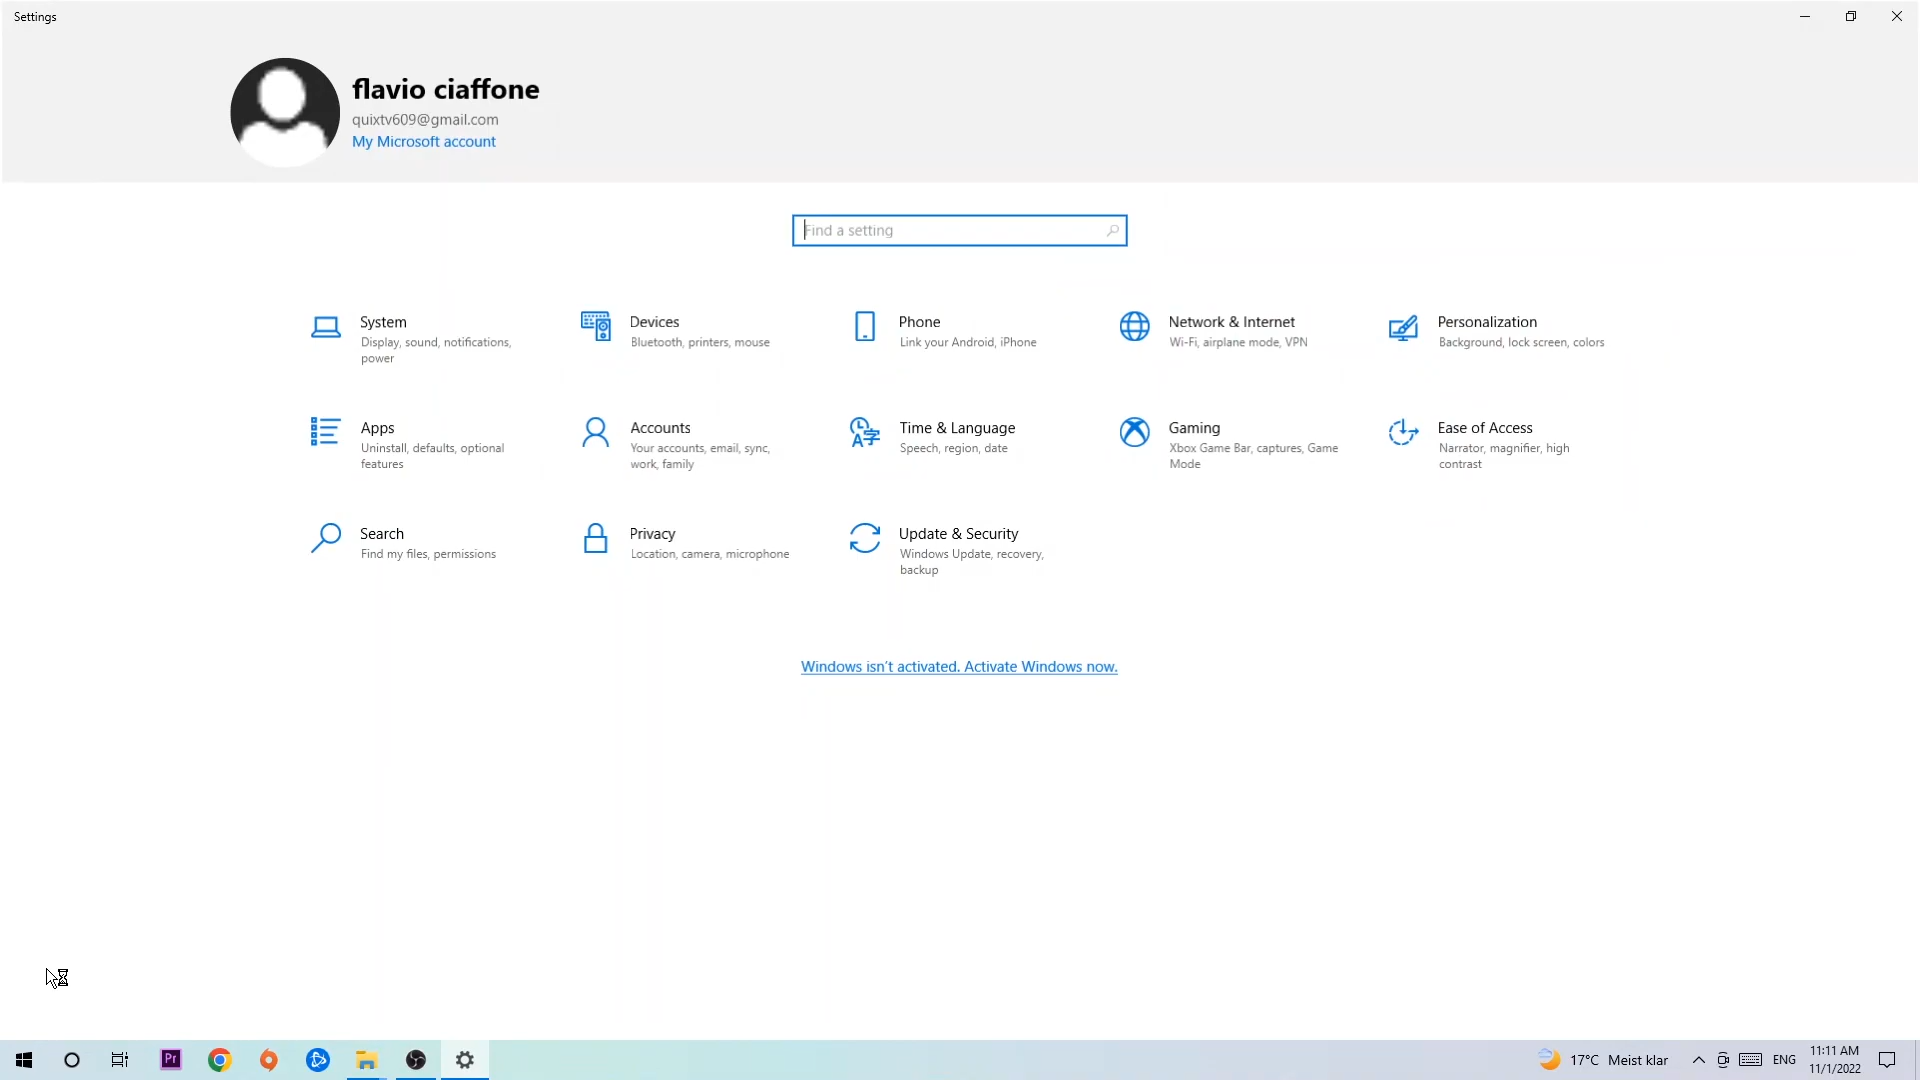 Settings
flavio ciaffone
quixtv609@gmail.com
My Microsoft account
Find a setting
System
Display, sound, notifications,
power
Devices
Bluetooth, printers, mouse
Phone
Link your Android, iPhone
Network & Internet
Wi-Fi, airplane mode, VPN
Personalization
Background, lock screen, colors
Apps
Uninstall, defaults, optional
features
Accounts
Your accounts, email, sync,
work, family
Time & Language
Speech, region, date
Gaming
Xbox Game Bar, captures, Game
Mode
Ease of Access
Narrator, magnifier, high
contrast
Search
Find my files, permissions
Privacy
Location, camera, microphone
Update & Security
Windows Update, recovery,
backup
Windows isn't activated. Activate Windows now.
Pr
17°C Meist klar
ENG
11:11 AM
11/1/2022